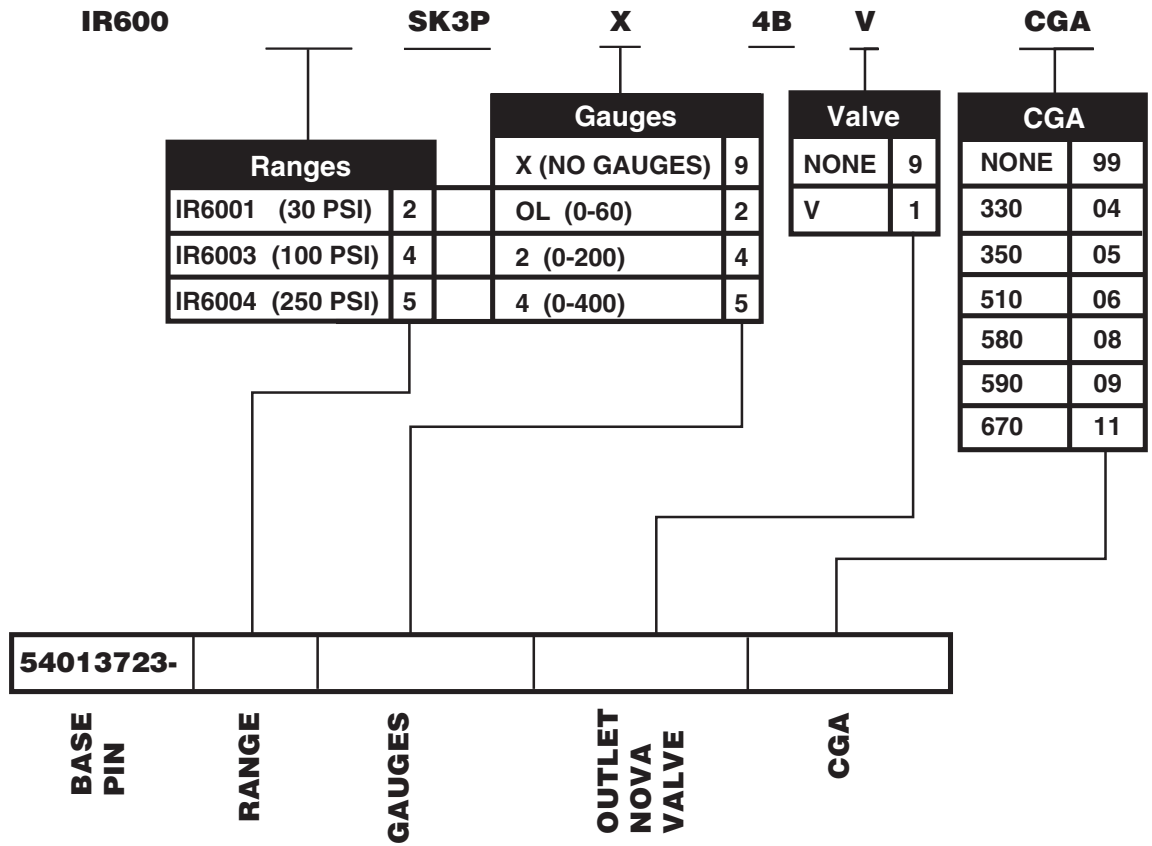 IR600 SK3P X 4B V CGA
Ranges
IR6001 (30 PSI) 2
IR6003 (100 PSI) 4
IR6004 (250 PSI) 5
Gauges
X (NO GAUGES) 9
OL (0-60) 2
2 (0-200) 4
4 (0-400) 5
Valve
NONE 9
V 1
CGA
NONE 99
330 04
350 05
510 06
580 08
590 09
670 11
54013723-
BASE
PIN
RANGE
GAUGES
OUTLET
NOVA
VALVE
CGA